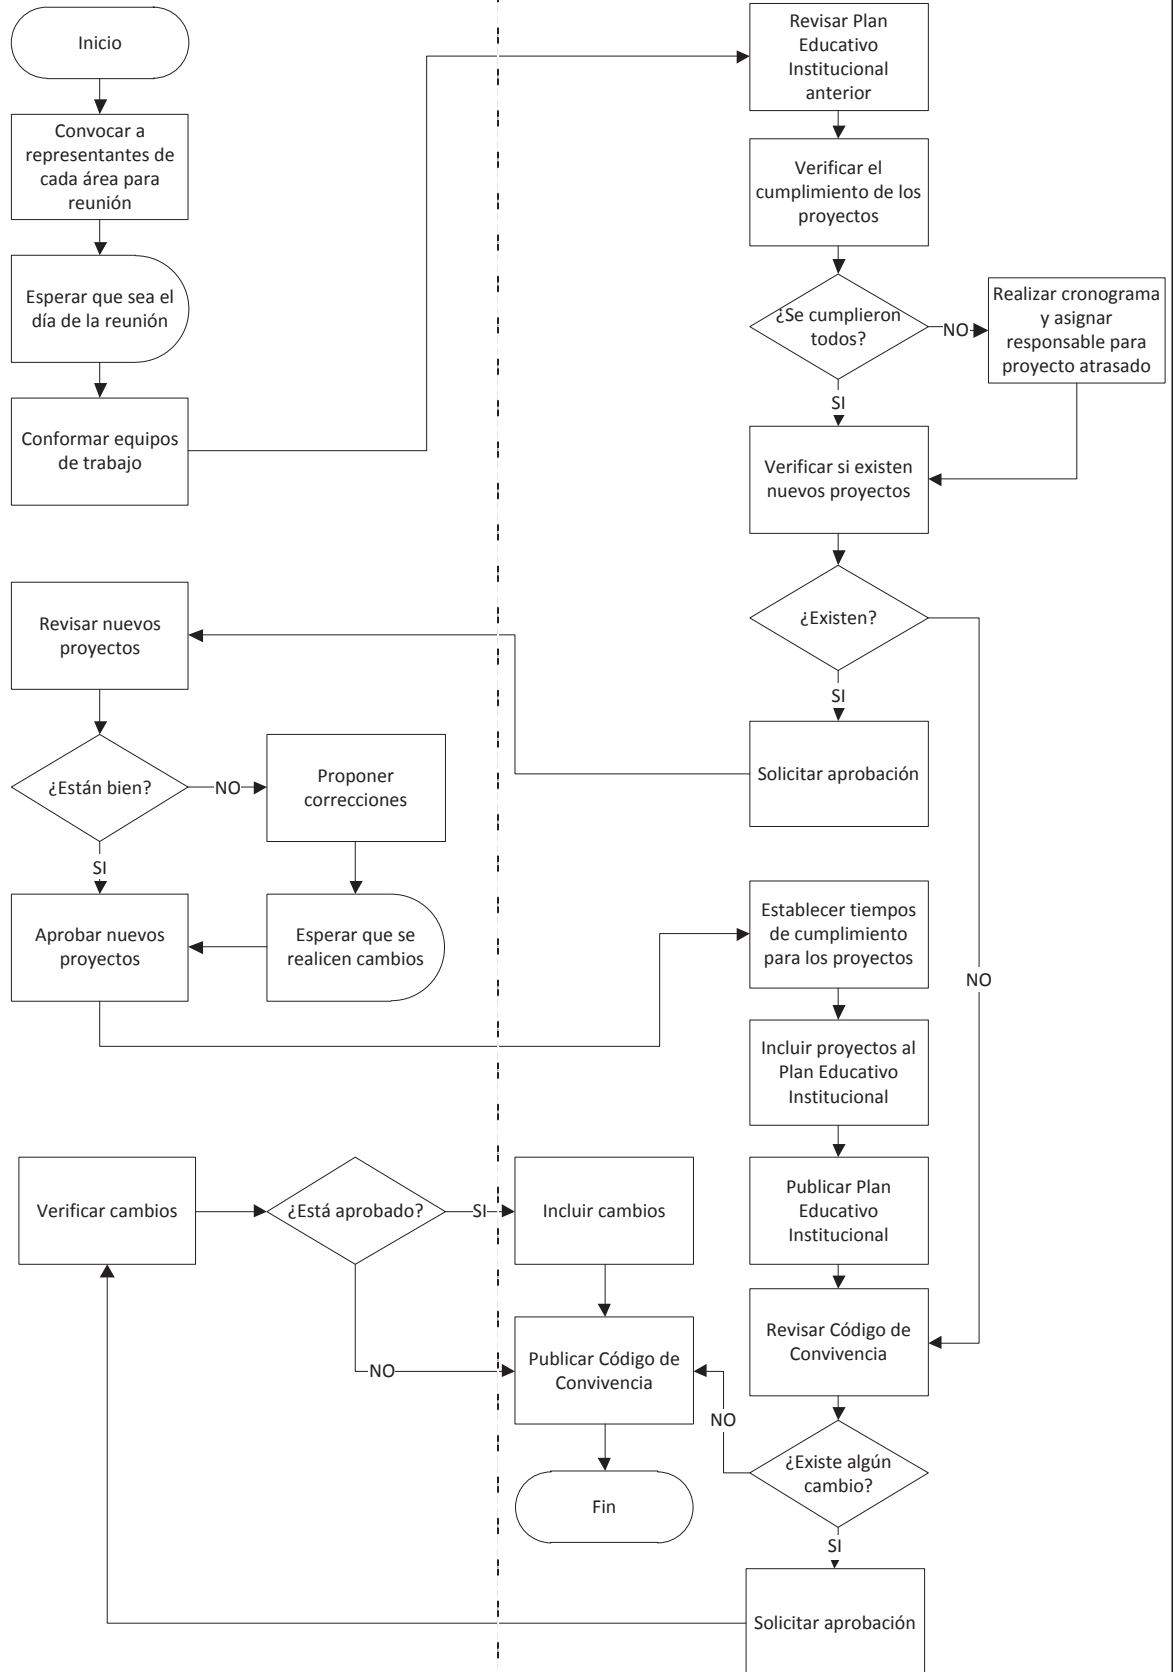 Inicio
Convocar a
representantes de
cada área para
reunión
Esperar que sea el
día de la reunión
Conformar equipos
de trabajo
Revisar Plan
Educativo
Institucional
anterior
Verificar el
cumplimiento de los
proyectos
¿Se cumplieron
todos?
NO
Realizar cronograma
y asignar
responsable para
proyecto atrasado
SI
Verificar si existen
nuevos proyectos
¿Existen?
SI
NO
Solicitar aprobación
Revisar nuevos
proyectos
¿Están bien?
NO
Proponer
correcciones
SI
Esperar que se
realicen cambios
Aprobar nuevos
proyectos
Establecer tiempos
de cumplimiento
para los proyectos
Incluir proyectos al
Plan Educativo
Institucional
Publicar Plan
Educativo
Institucional
Revisar Código de
Convivencia
¿Existe algún
cambio?
NO
SI
Solicitar aprobación
Verificar cambios
¿Está aprobado?
SI
Incluir cambios
NO
Publicar Código de
Convivencia
Fin